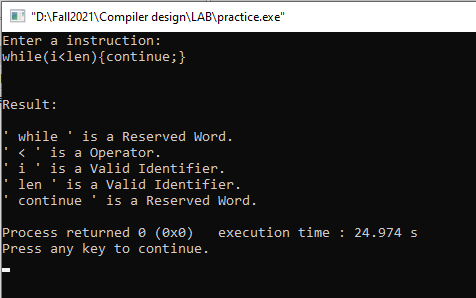 "D:\Fall2021\Compiler design\LAB\practice.exe"
Enter a instruction:
while(i<len){continue;}
Result:
' while ' is a Reserved Word.
' < ' is a Operator.
' i ' is a Valid Identifier.
' len ' is a Valid Identifier.
' continue ' is a Reserved Word.
Process returned 0 (0x0)   execution time : 24.974 s
Press any key to continue.